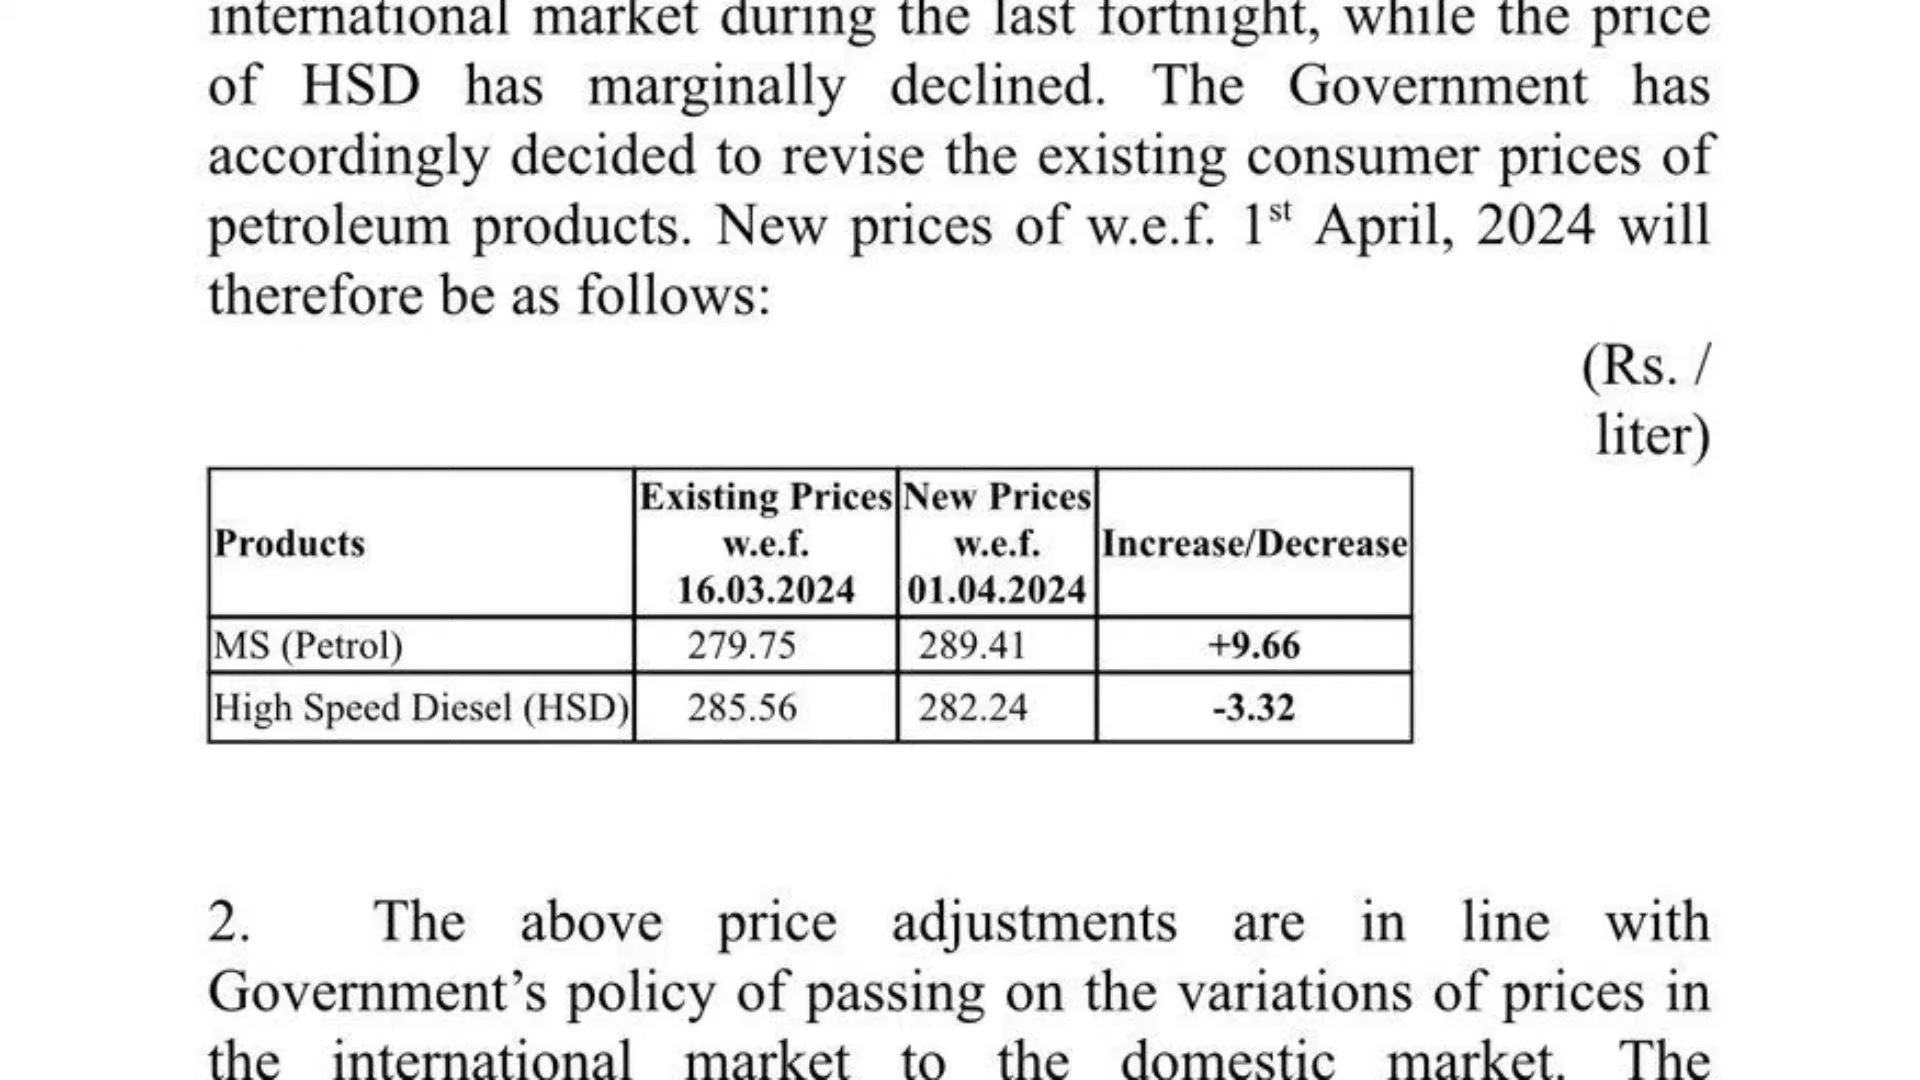 international market during the last fortnight, while the price
of HSD has marginally declined. The Government has
accordingly decided to revise the existing consumer prices of
petroleum products. New prices of w.e.f. 1st April, 2024 will
therefore be as follows:
(Rs. /
liter)
Products
Existing Prices
w.e.f.
16.03.2024
New Prices
w.e.f.
01.04.2024
Increase/Decrease
MS (Petrol) 279.75 289.41 +9.66
High Speed Diesel (HSD) 285.56 282.24 -3.32
2. The above price adjustments are in line with
Government’s policy of passing on the variations of prices in
the international market to the domestic market. The